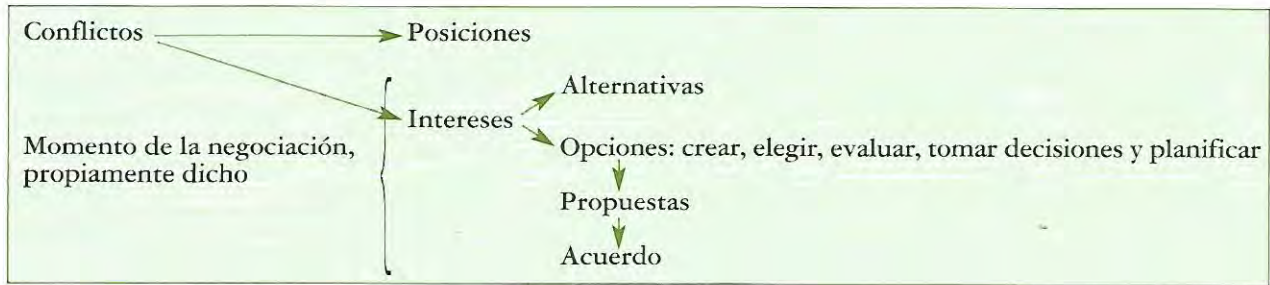 Conflictos
Posiciones
Alternativas
Intereses
Momento de la negociación,
propiamente dicho
Opciones: crear, elegir, evaluar, tomar decisiones y planificar
Propuestas
Acuerdo